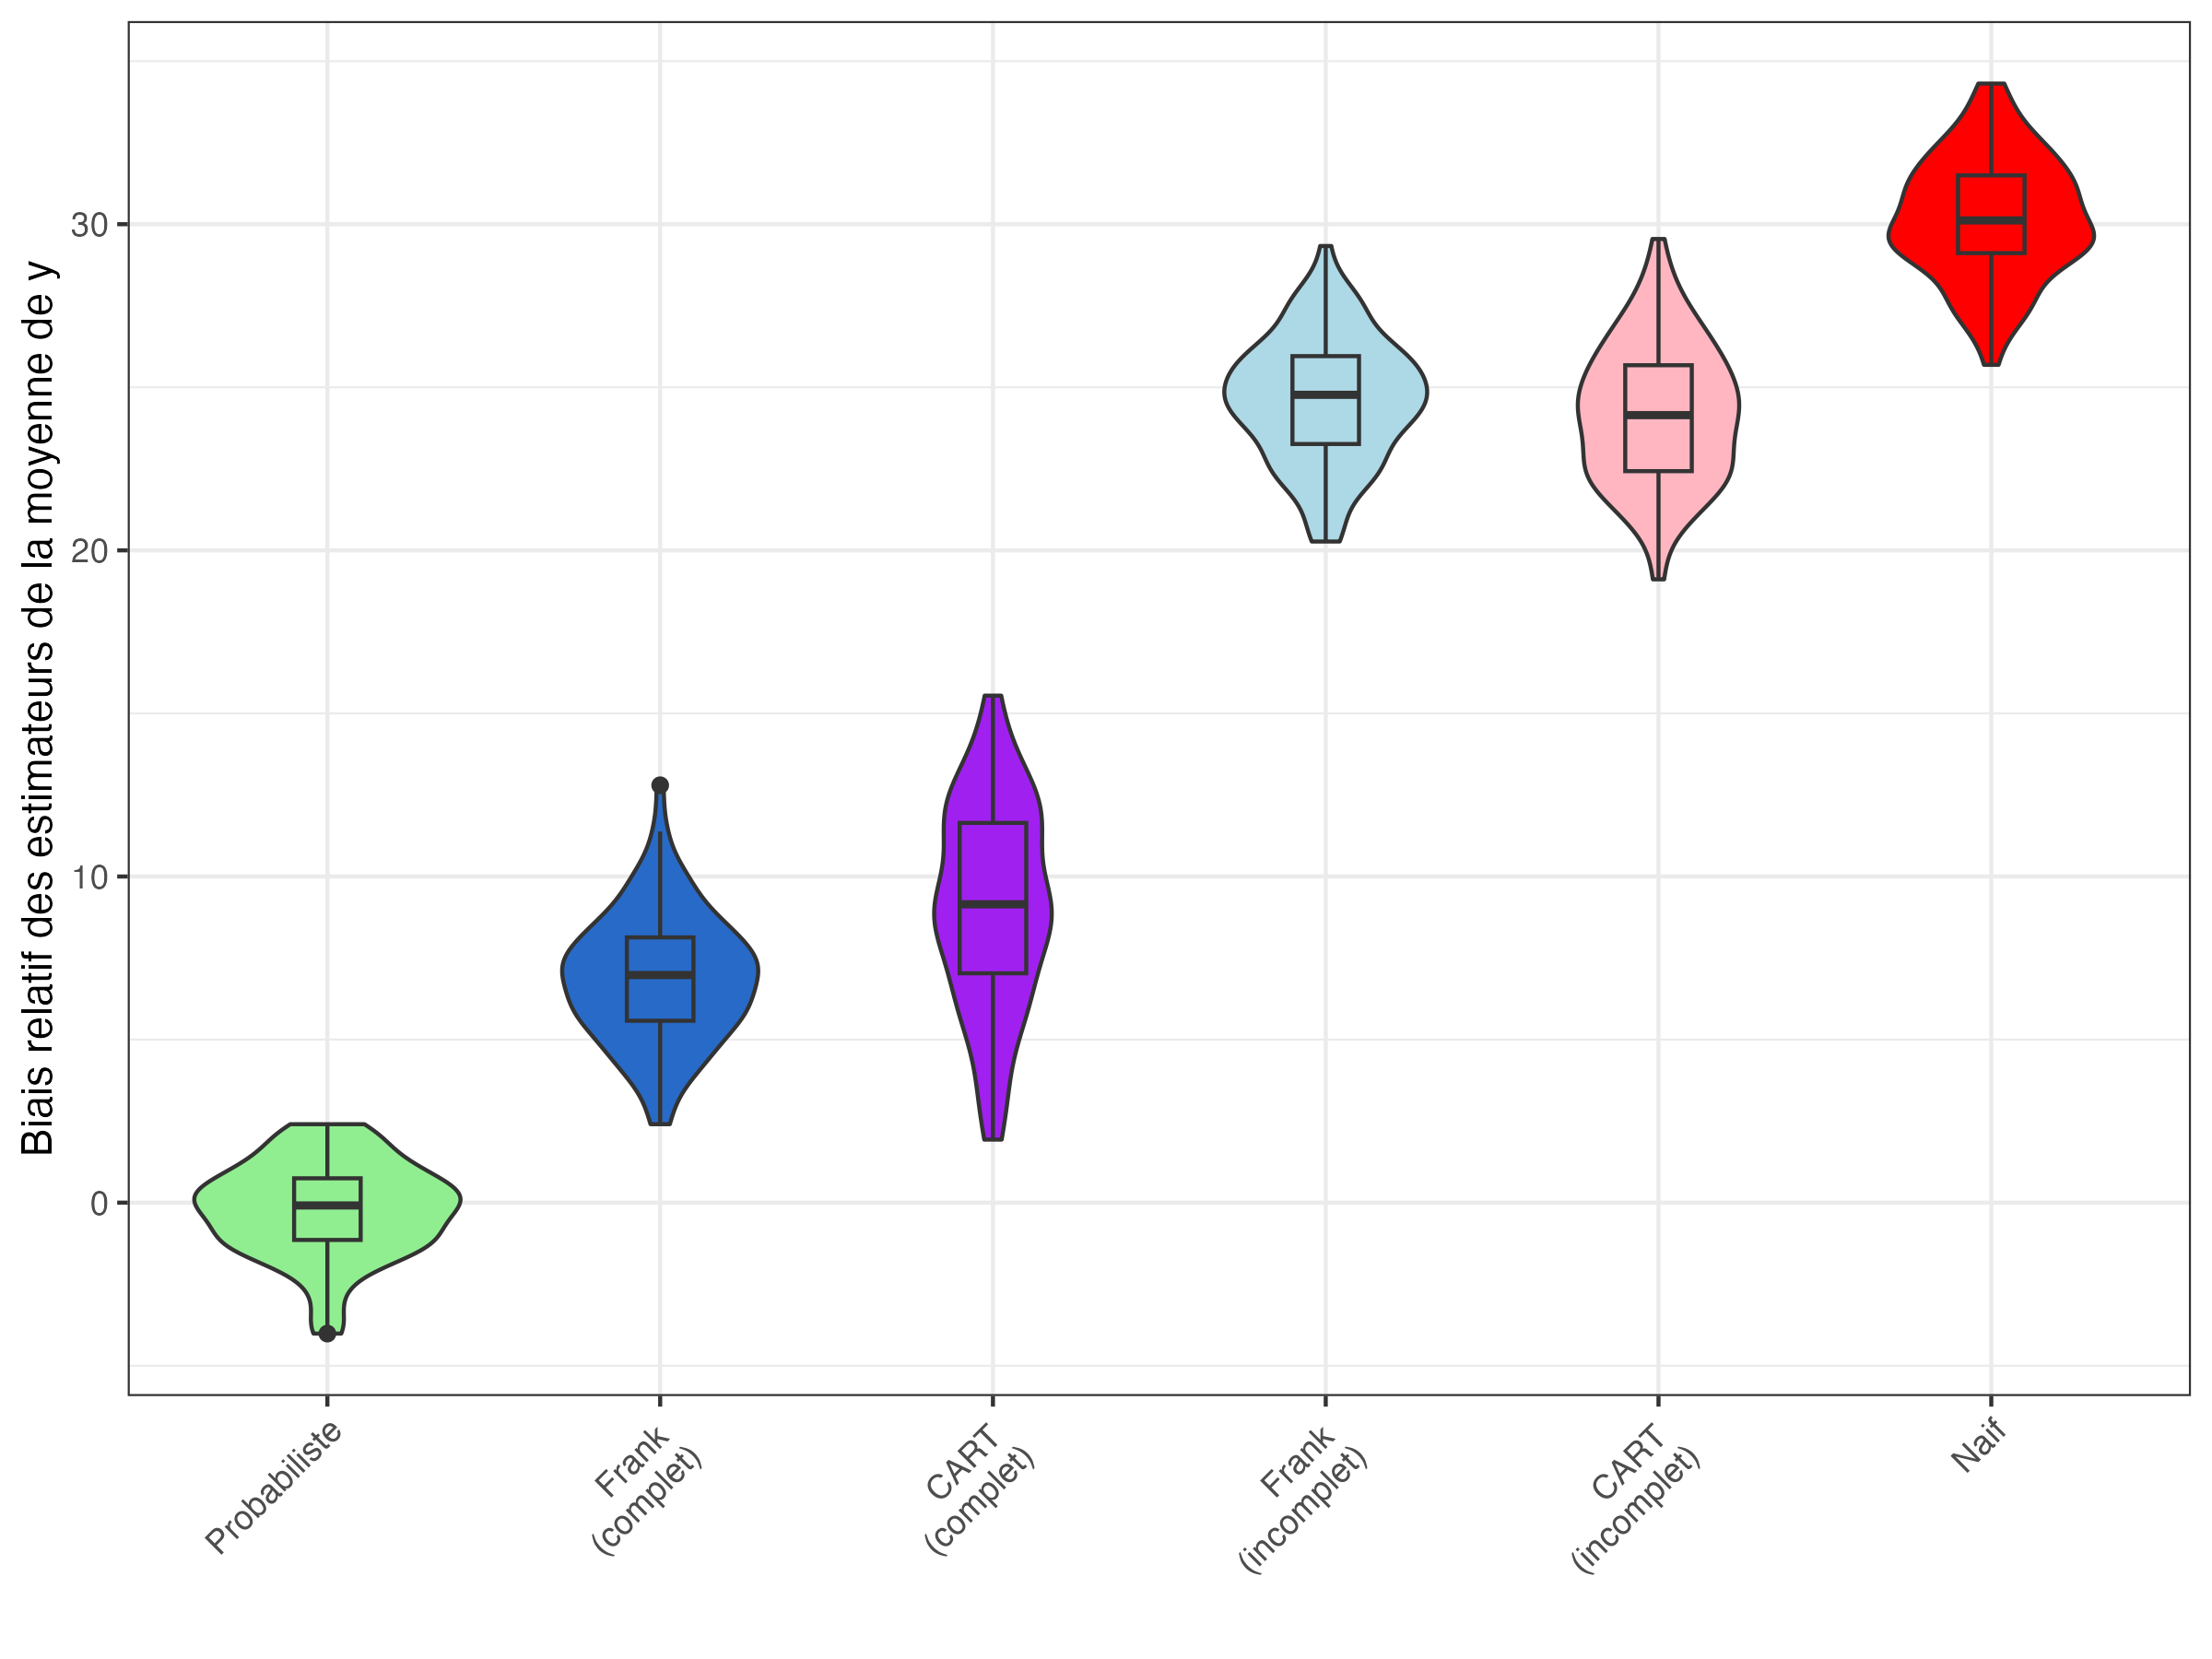 Biais relatif des estimateurs de la moyenne de y
30
20
10
0
Probabiliste
Frank
(complet)
CART
(complet)
Frank
(incomplet)
CART
(incomplet)
Naif